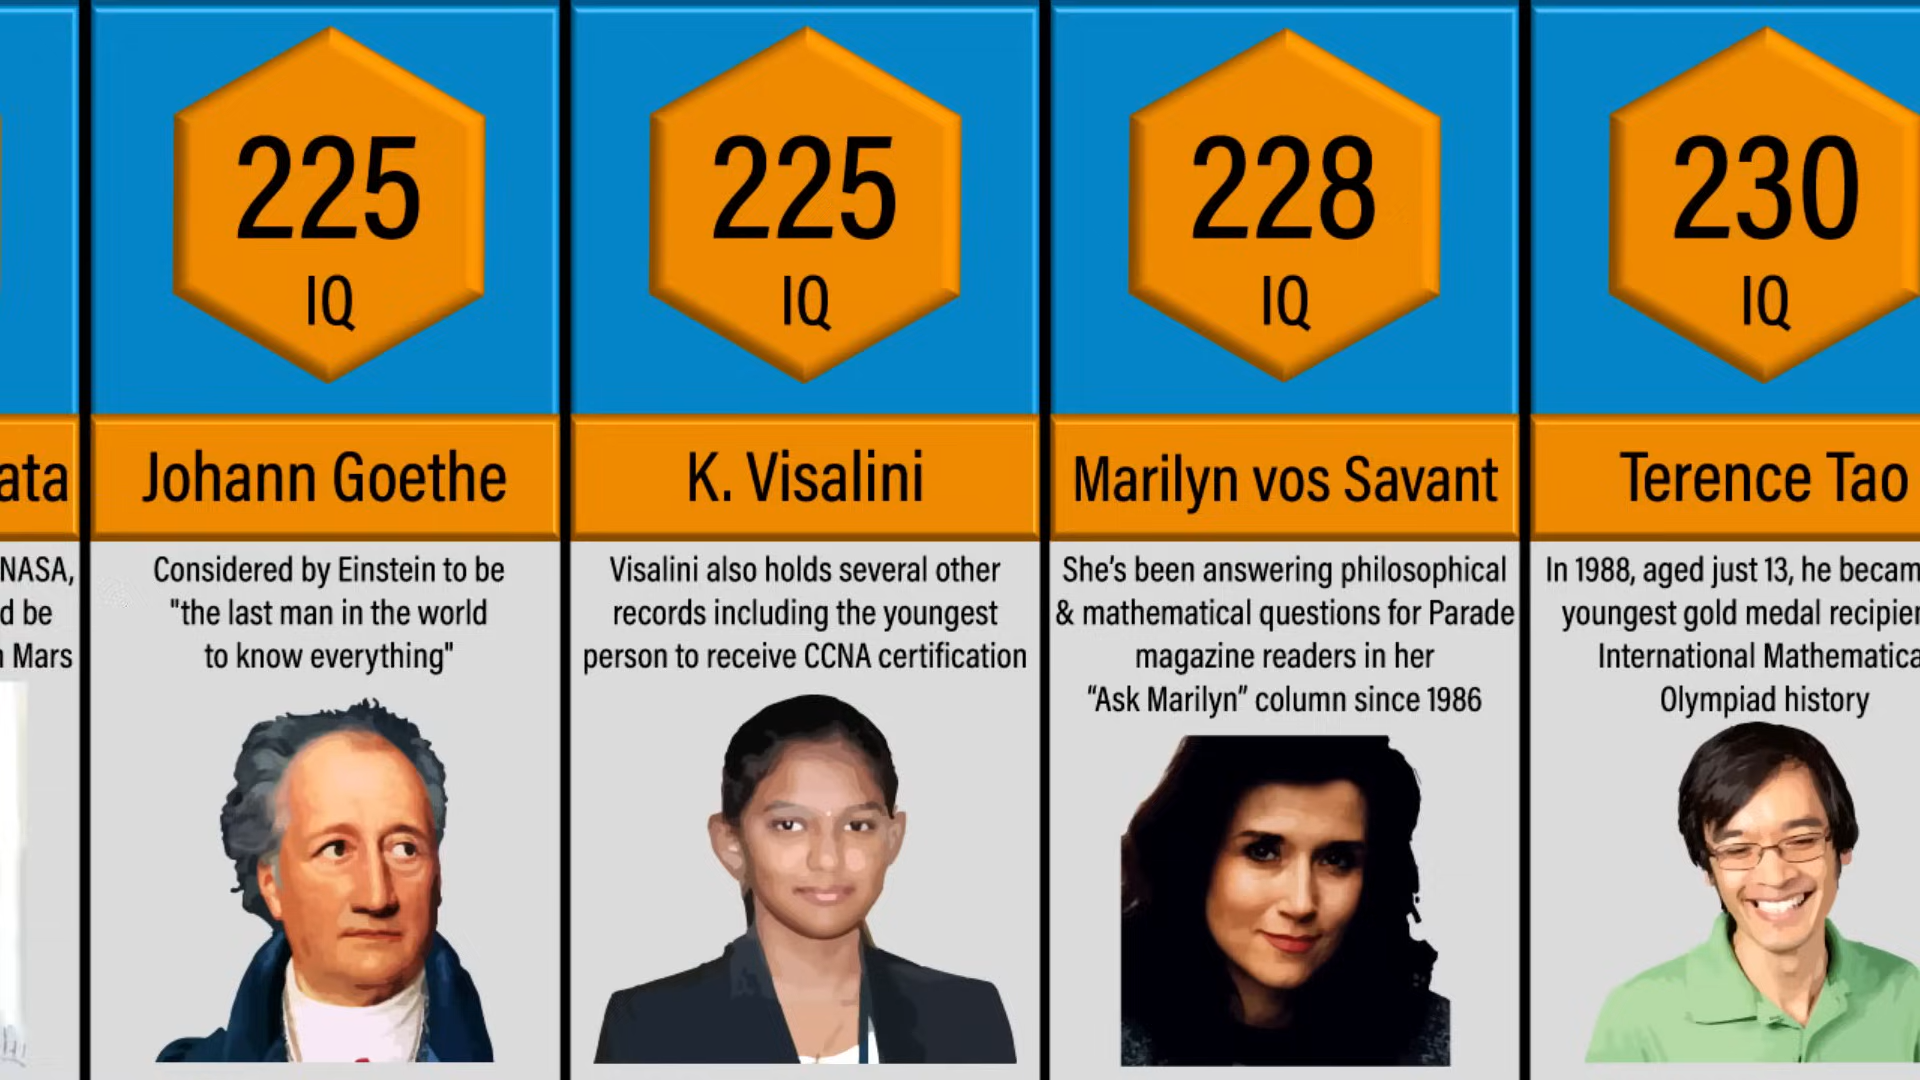 ata
NASA,
d be
Mars
225
IQ
Johann Goethe
Considered by Einstein to be
"the last man in the world
to know everything"
225
IQ
K. Visalini
Visalini also holds several other
records including the youngest
person to receive CCNA certification
228
IQ
Marilyn vos Savant
She's been answering philosophical
& mathematical questions for Parade
magazine readers in her
“Ask Marilyn” column since 1986
230
IQ
Terence Tao
In 1988, aged just 13, he becam
youngest gold medal recipien
International Mathematica
Olympiad history